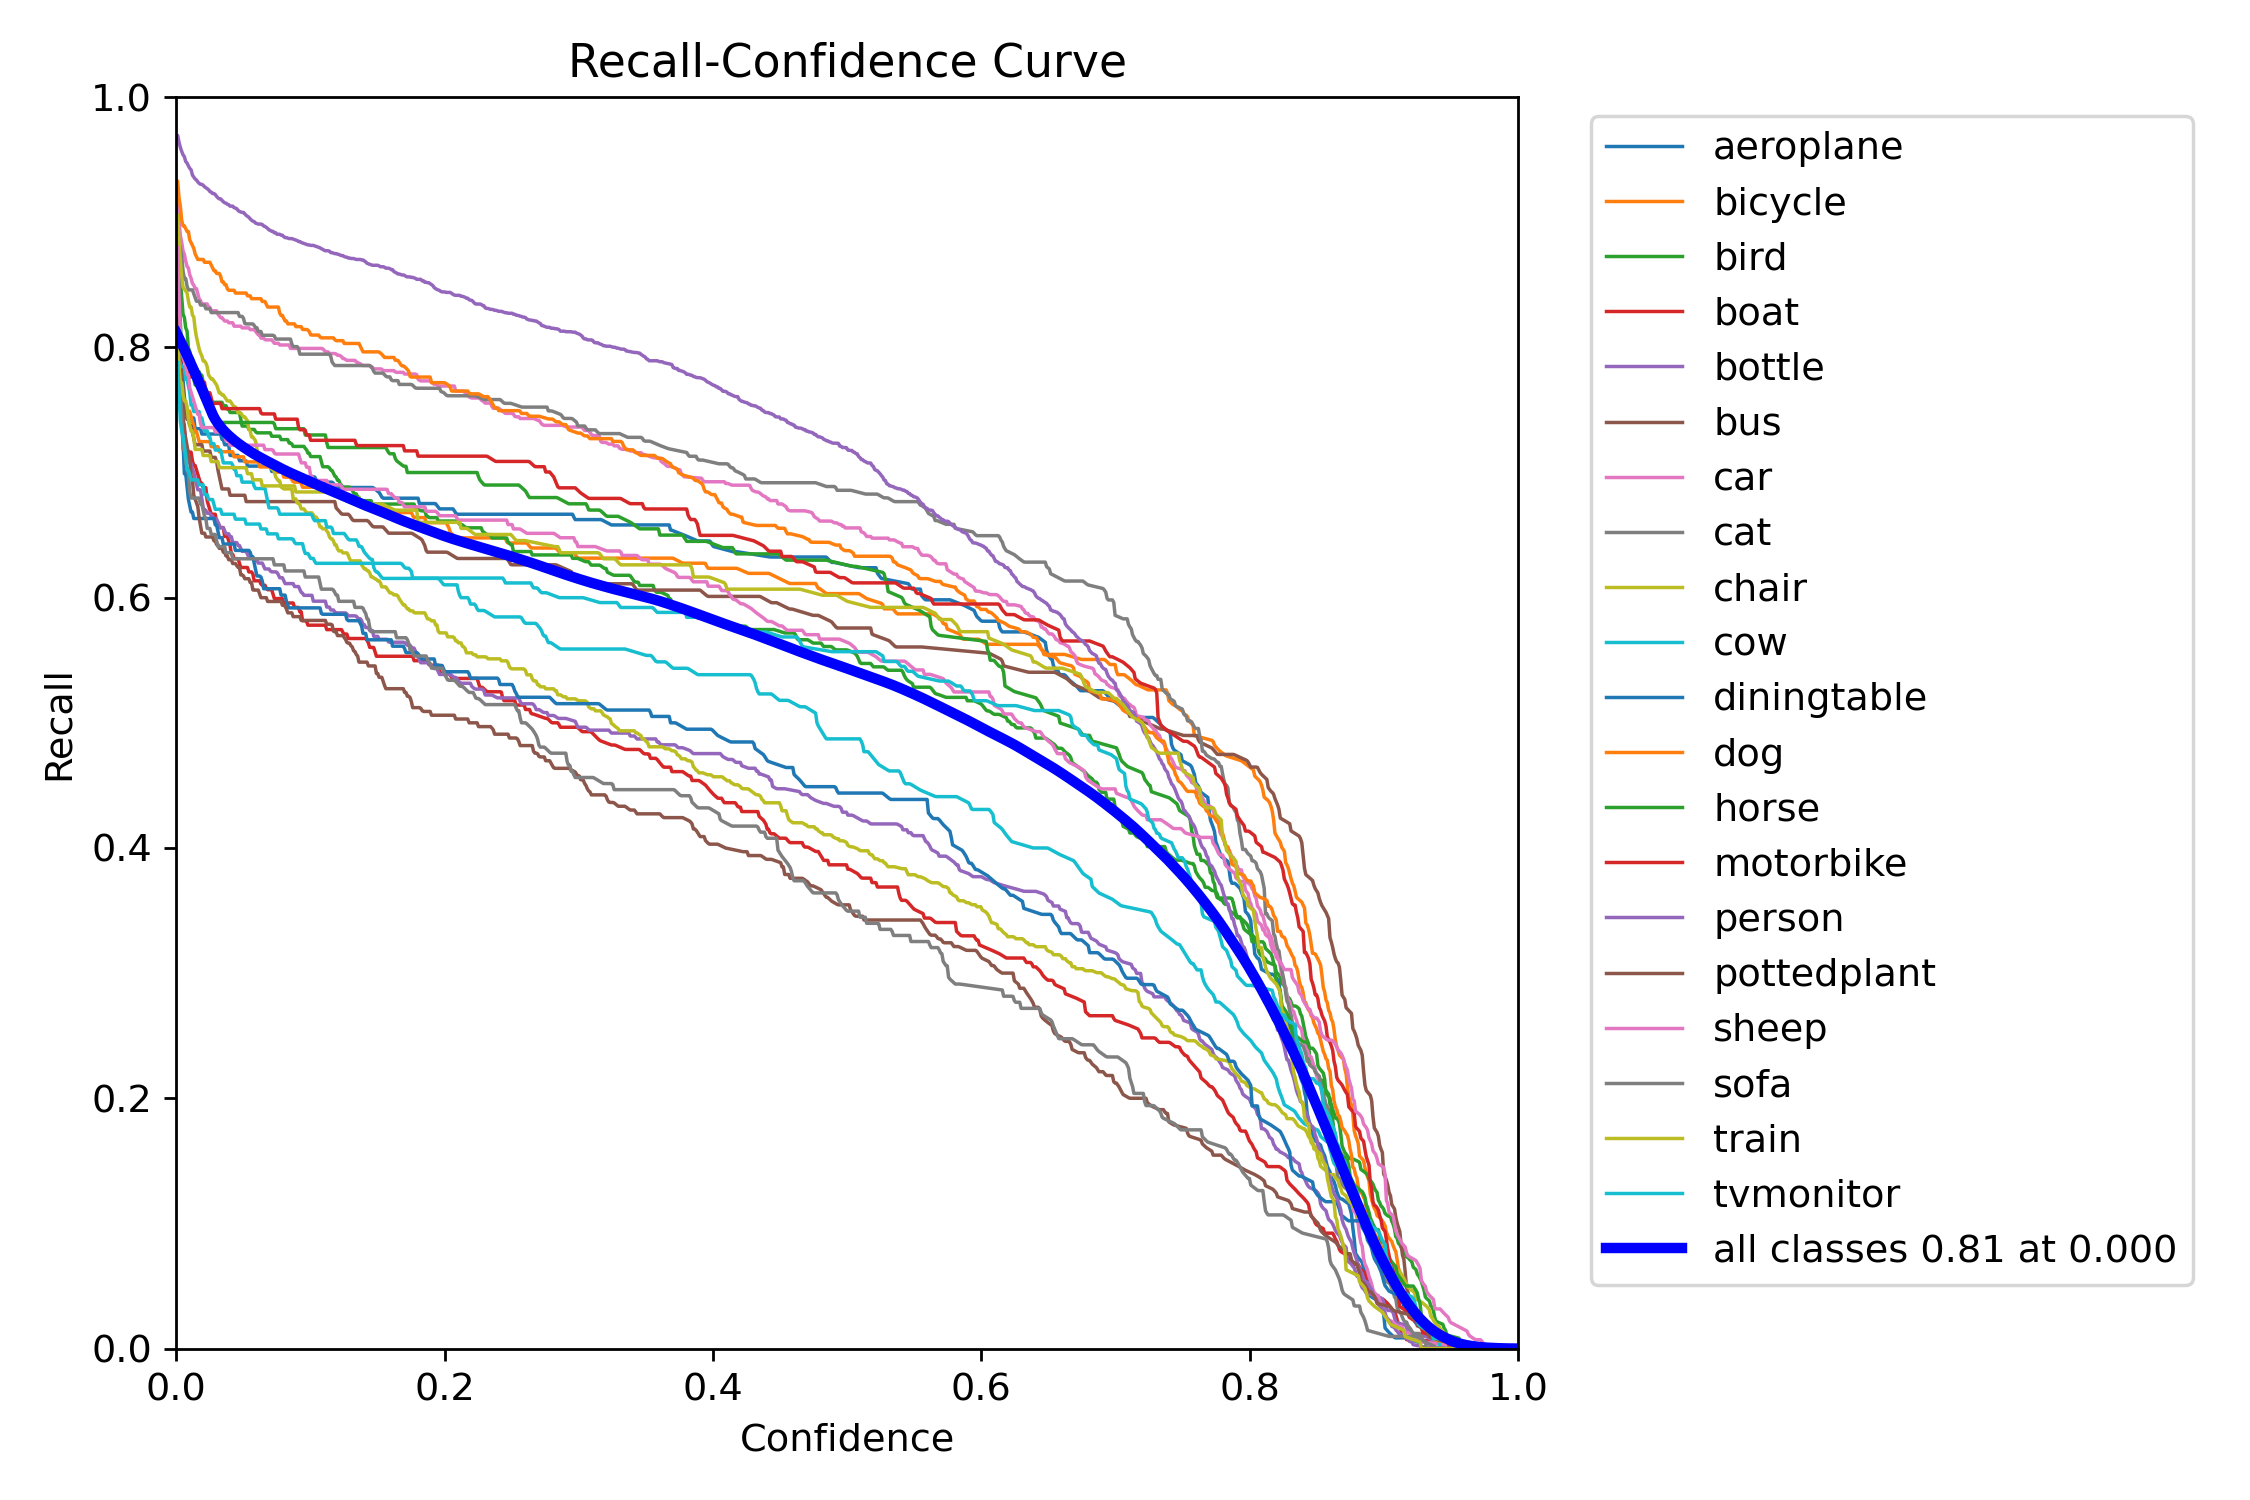 Recall-Confidence Curve
1.0
0.8
0.6
0.4
0.2
0.0
Recall
0.0 0.2 0.4 0.6 0.8 1.0
Confidence
aeroplane
bicycle
bird
boat
bottle
bus
car
cat
chair
cow
diningtable
dog
horse
motorbike
person
pottedplant
sheep
sofa
train
tvmonitor
all classes 0.81 at 0.000